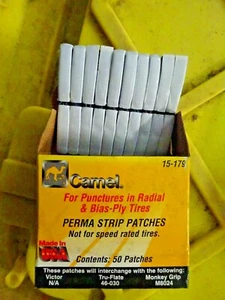 15-179
Camel
For Punctures in Radial
& Bias-Ply Tires
PERMA STRIP PATCHES
Not for speed rated tires.
Made in
USA
Contents: 50 Patches
These patches will interchange with the following:
Victor Tru-Flate Monkey Grip
N/A 46-030 M8024